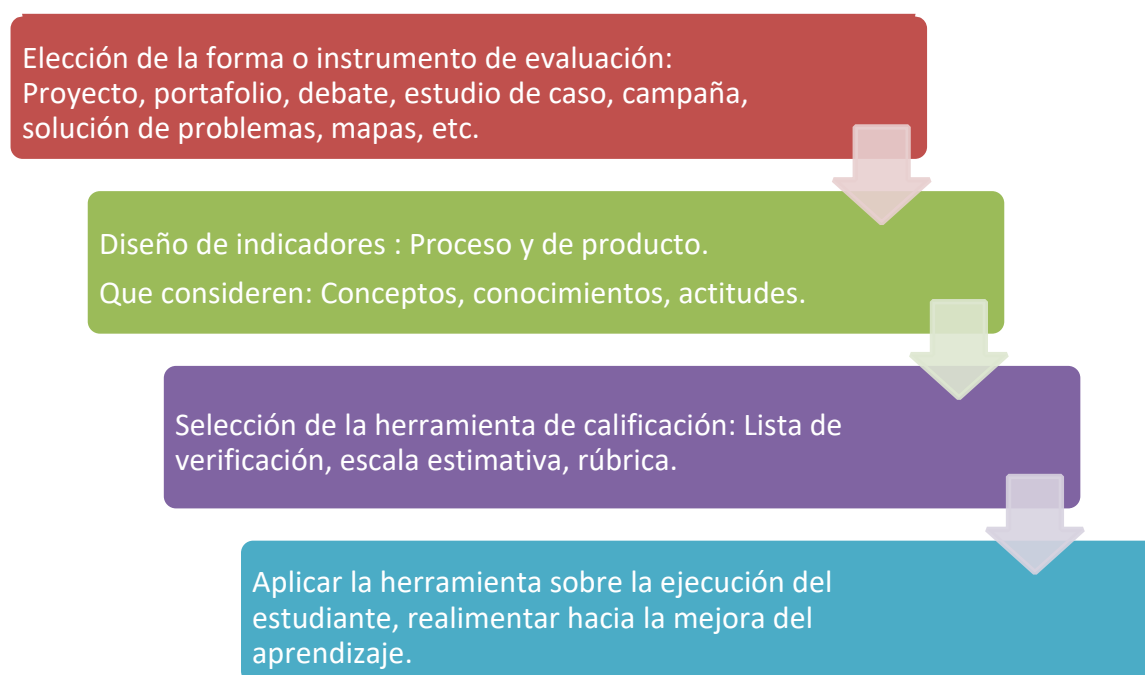 Elección de la forma o instrumento de evaluación:
Proyecto, portafolio, debate, estudio de caso, campaña,
solución de problemas, mapas, etc.
Diseño de indicadores : Proceso y de producto.
Que consideren: Conceptos, conocimientos, actitudes.
Selección de la herramienta de calificación: Lista de
verificación, escala estimativa, rúbrica.
Aplicar la herramienta sobre la ejecución del
estudiante, realimentar hacia la mejora del
aprendizaje.